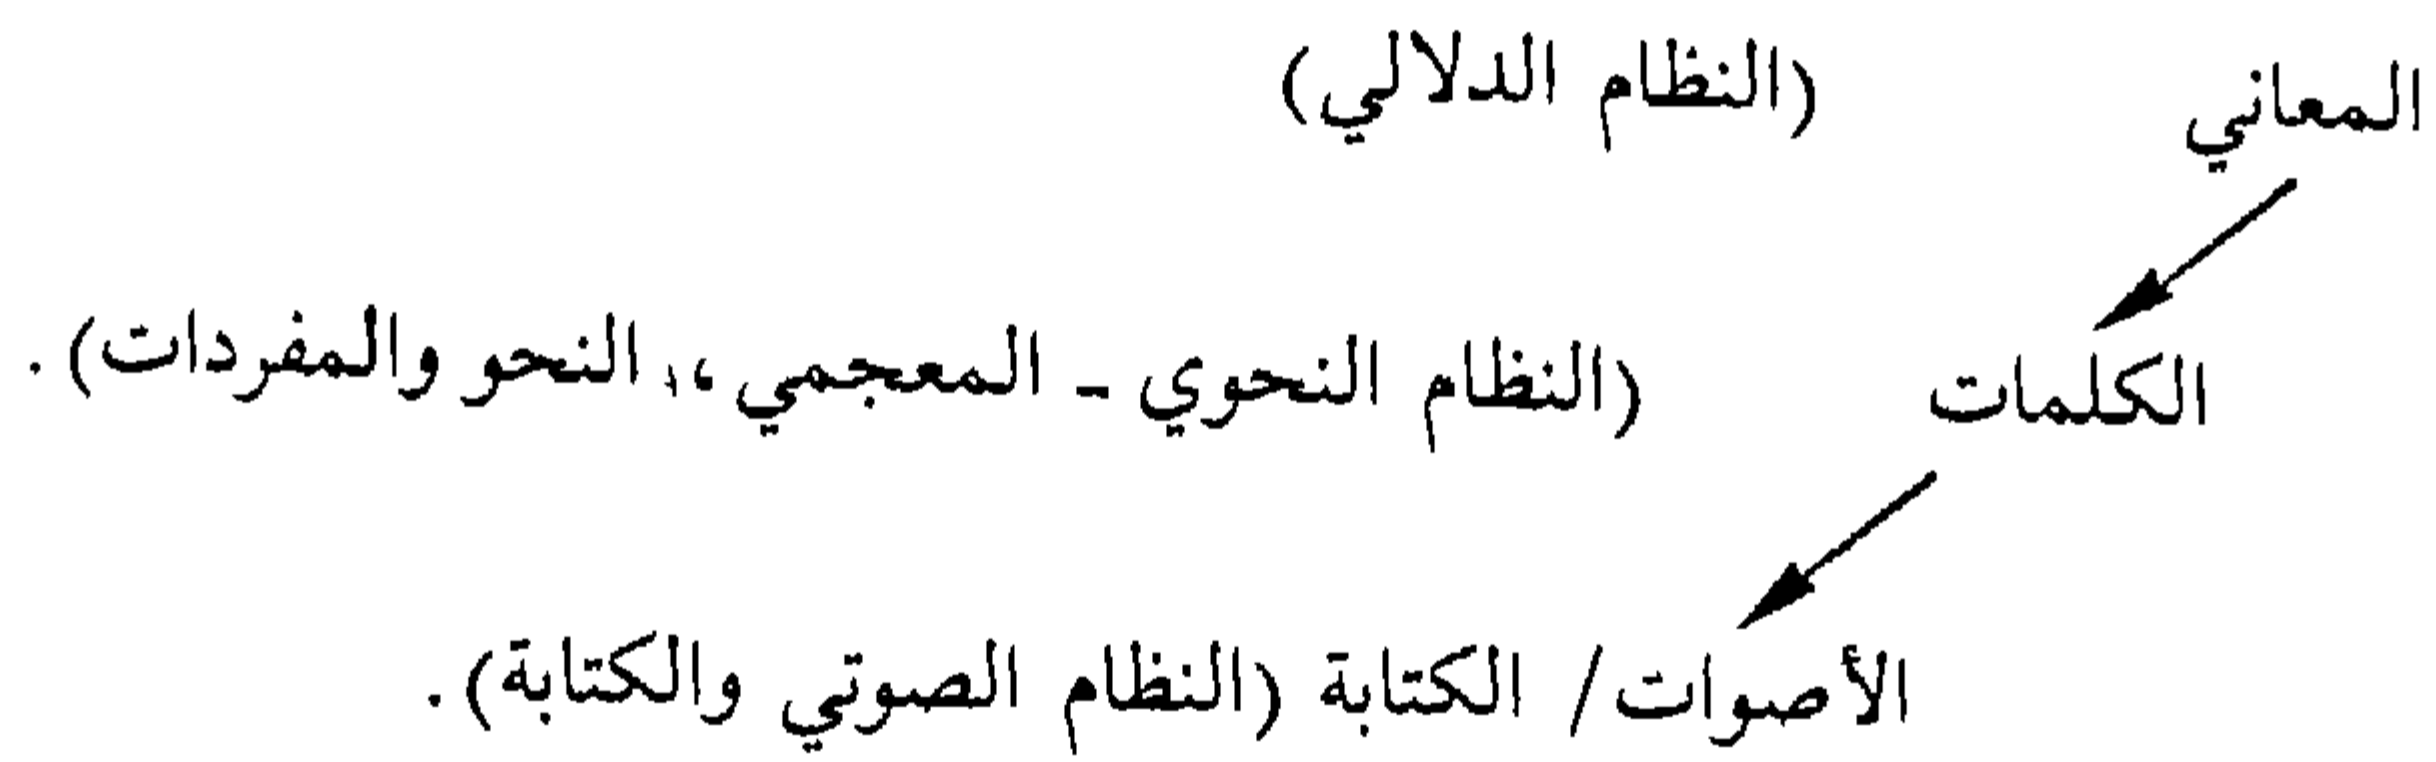 المعاني (النظام الدلالي)
الكلمات (النظام النحوي - المعجمي، النحو والمفردات).
الأصوات/ الكتابة (النظام الصوتي والكتابة).